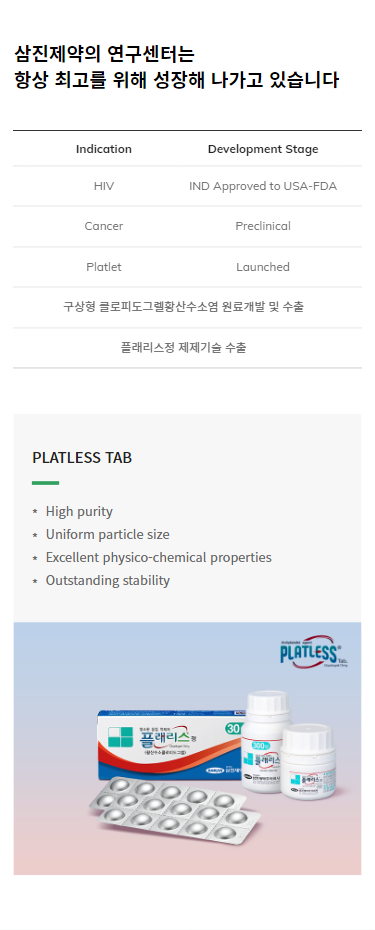 삼진제약의 연구센터는
항상 최고를 위해 성장해 나가고 있습니다
Indication Development Stage
HIV IND Approved to USA-FDA
Cancer Preclinical
Platlet Launched
구상형 클로피도그렐황산수소염 원료개발 및 수출
플래리스정 제제기술 수출
PLATLESS TAB
* High purity
* Uniform particle size
* Excellent physico-chemical properties
* Outstanding stability
PLATLESS® Tab.
플래리스정
30
300정
플래리스